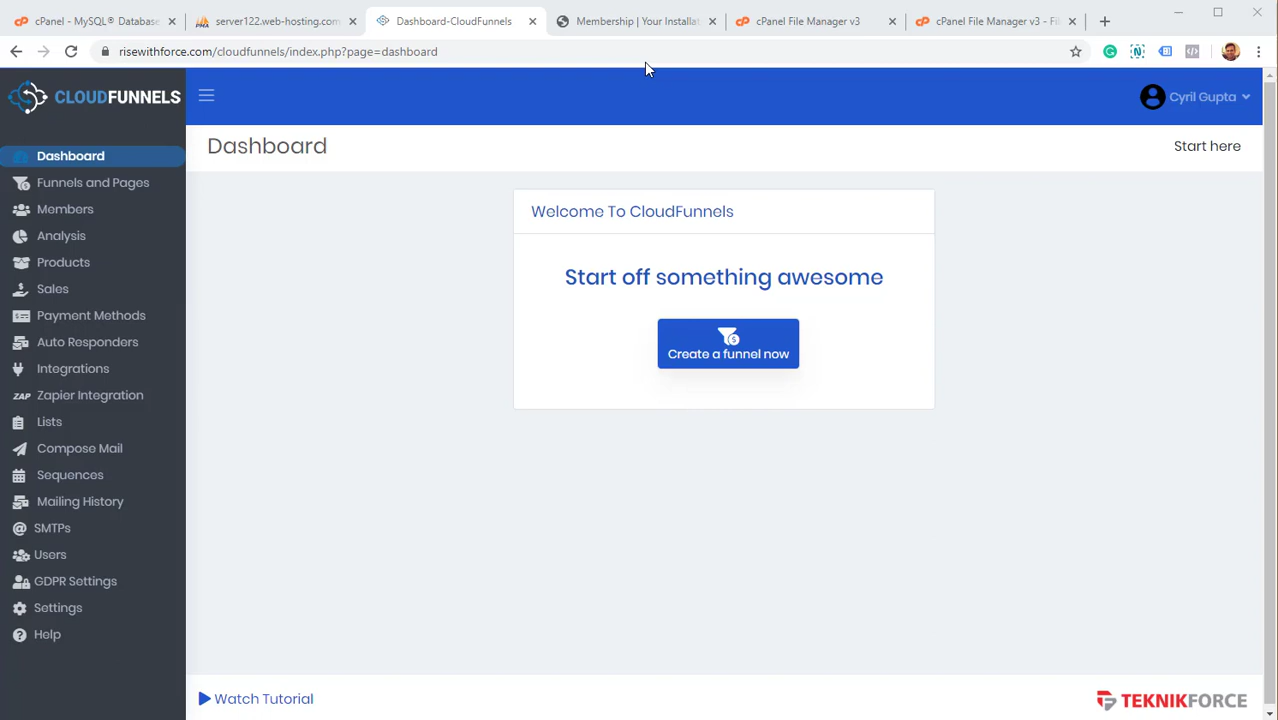 cPanel - MySQL® Database
server122.web-hosting.com
Dashboard-CloudFunnels
Membership | Your Installat
cPanel File Manager v3
cPanel File Manager v3 - Fi
risewithforce.com/cloudfunnels/index.php?page=dashboard
CLOUDFUNNELS
Cyril Gupta
Dashboard
Start here
Dashboard
Funnels and Pages
Members
Analysis
Products
Sales
Payment Methods
Auto Responders
Integrations
ZAP Zapier Integration
Lists
Compose Mail
Sequences
Mailing History
SMTPs
Users
GDPR Settings
Settings
Help
Welcome To CloudFunnels
Start off something awesome
Create a funnel now
Watch Tutorial
TEKNIKFORCE